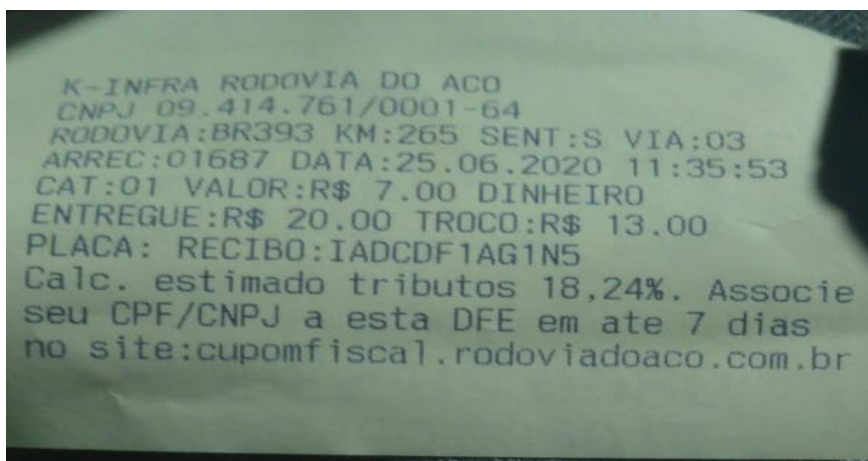 K-INFRA RODOVIA DO ACO
CNPJ 09.414.761/0001-64
RODOVIA:BR393 KM:265 SENT:S VIA:03
ARREC:01687 DATA:25.06.2020 11:35:53
CAT:01 VALOR:R$ 7.00 DINHEIRO
ENTREGUE:R$ 20.00 TROCO:R$ 13.00
PLACA: RECIBO:IADCDF1AG1N5
Calc. estimado tributos 18,24%. Associe
seu CPF/CNPJ a esta DFE em ate 7 dias
no site:cupomfiscal.rodoviadoaco.com.br